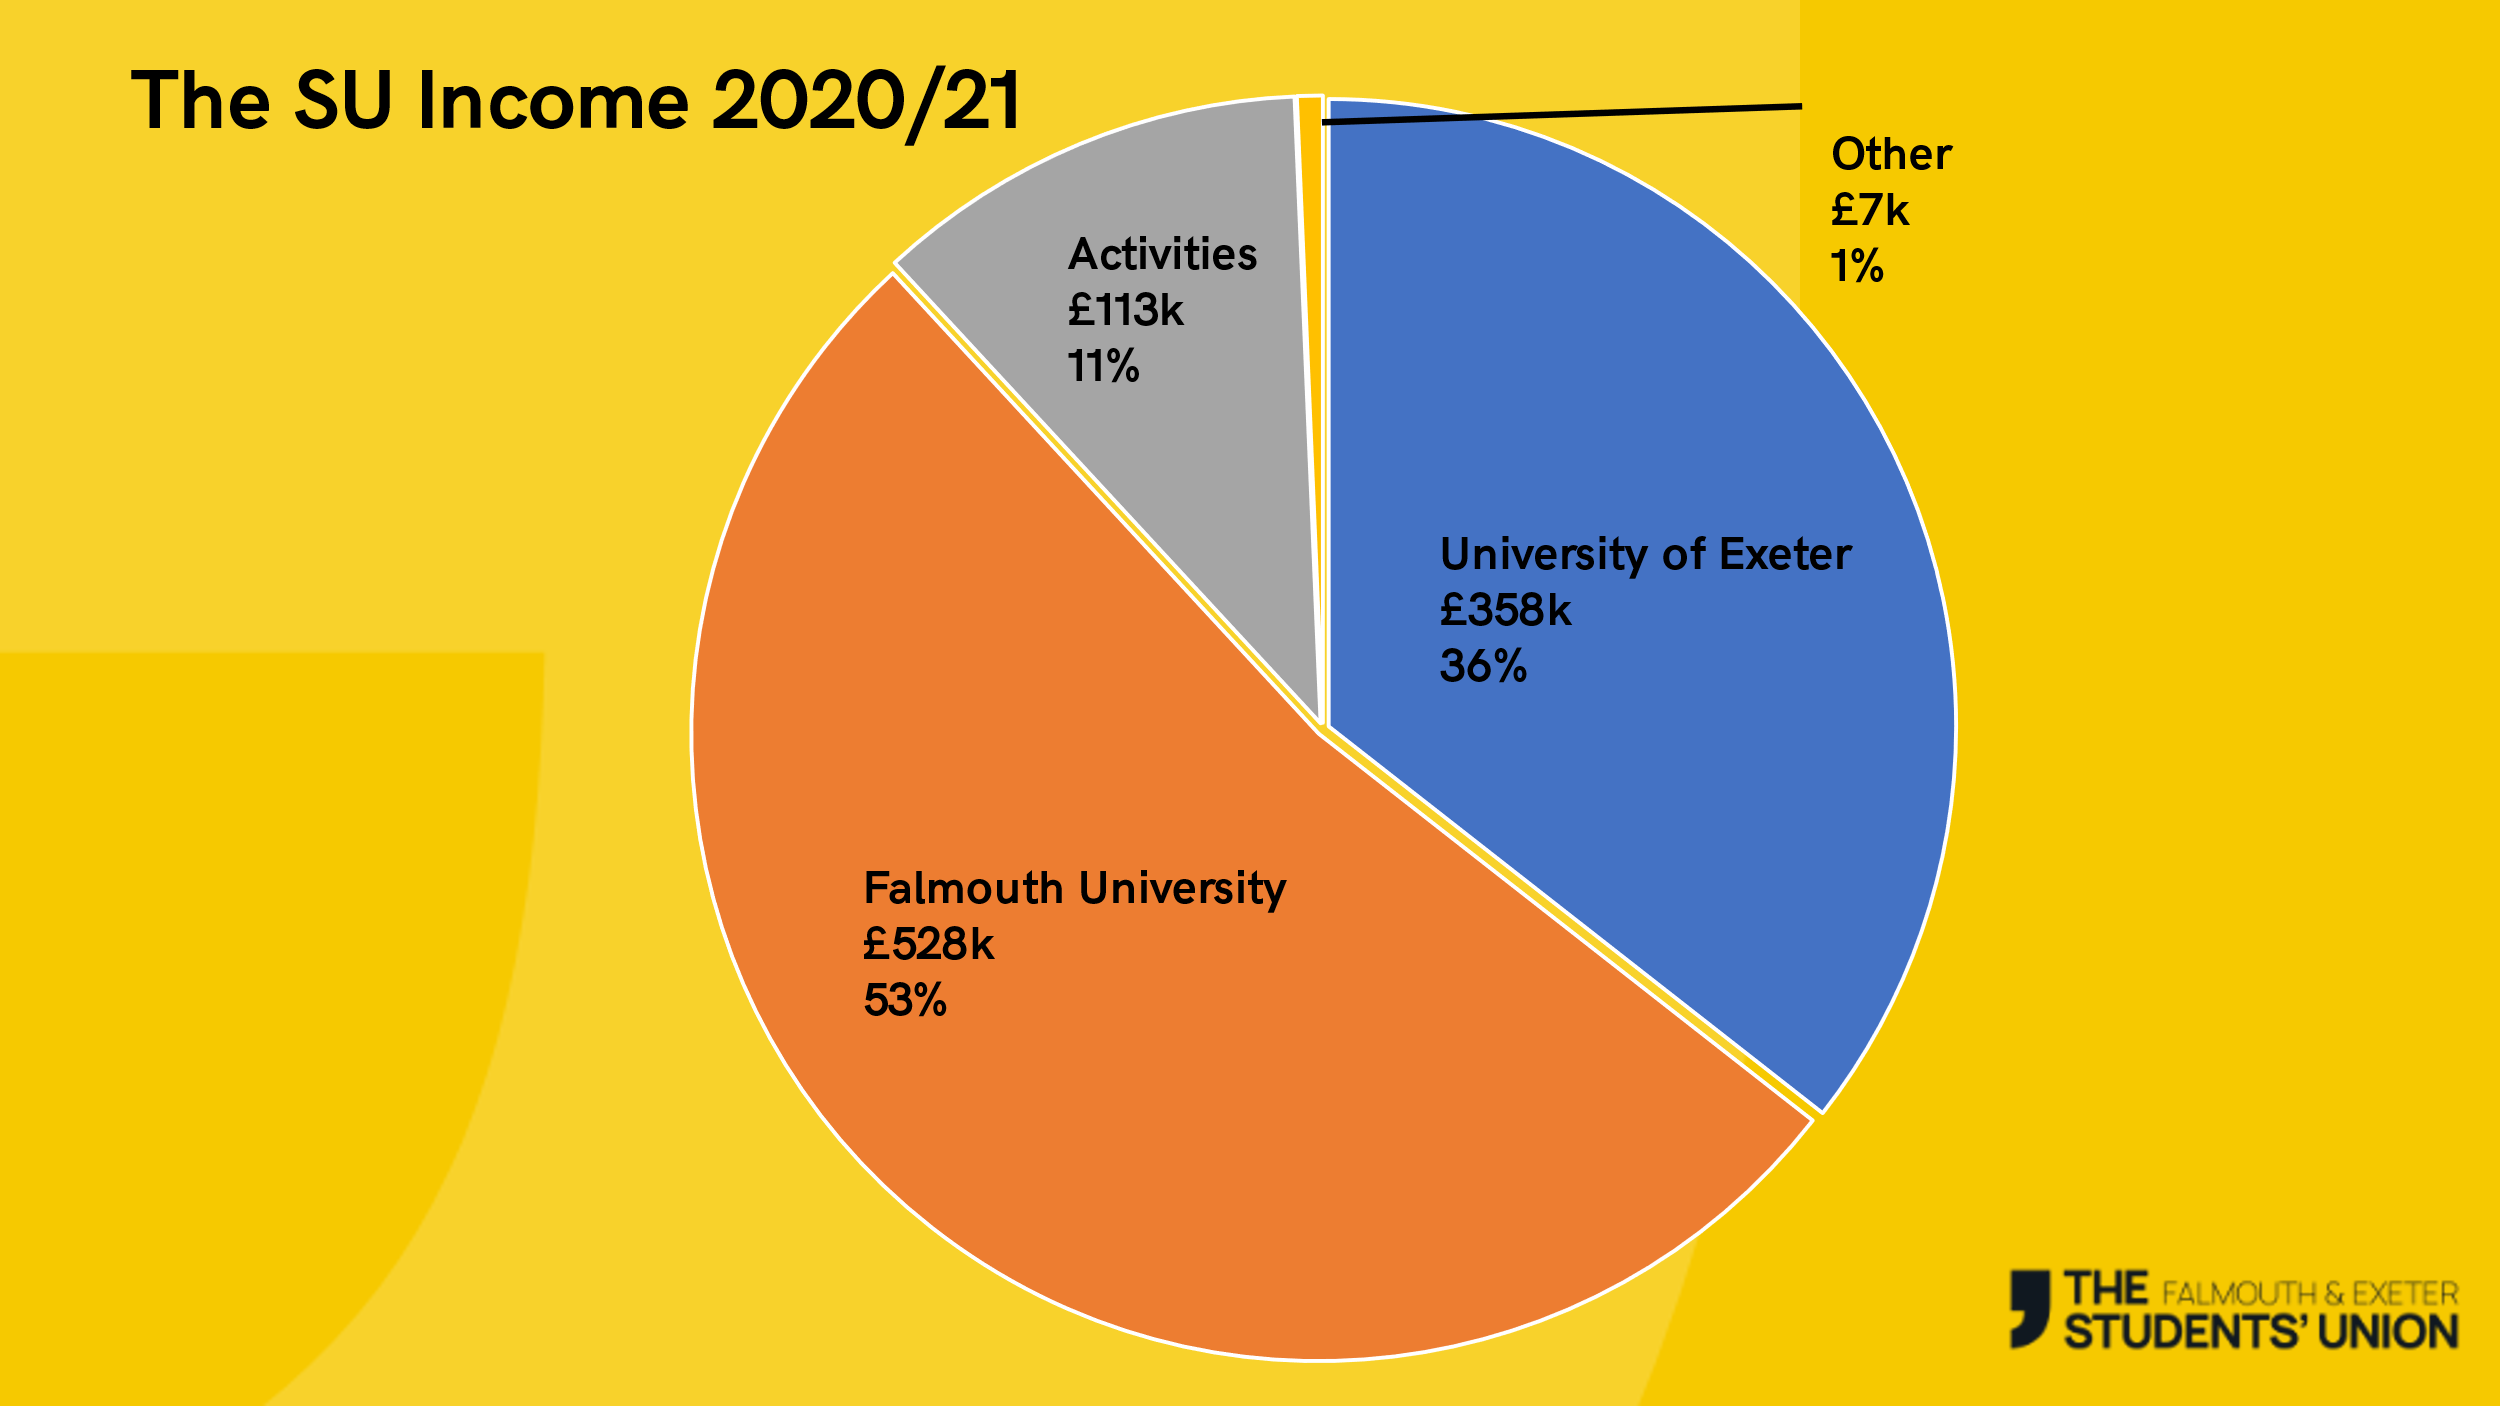 The SU Income 2020/21
Other
£7k
1%
Activities
£113k
11%
University of Exeter
£358k
36%
Falmouth University
£528k
53%
THE FALMOUTH & EXETER
STUDENTS’ UNION